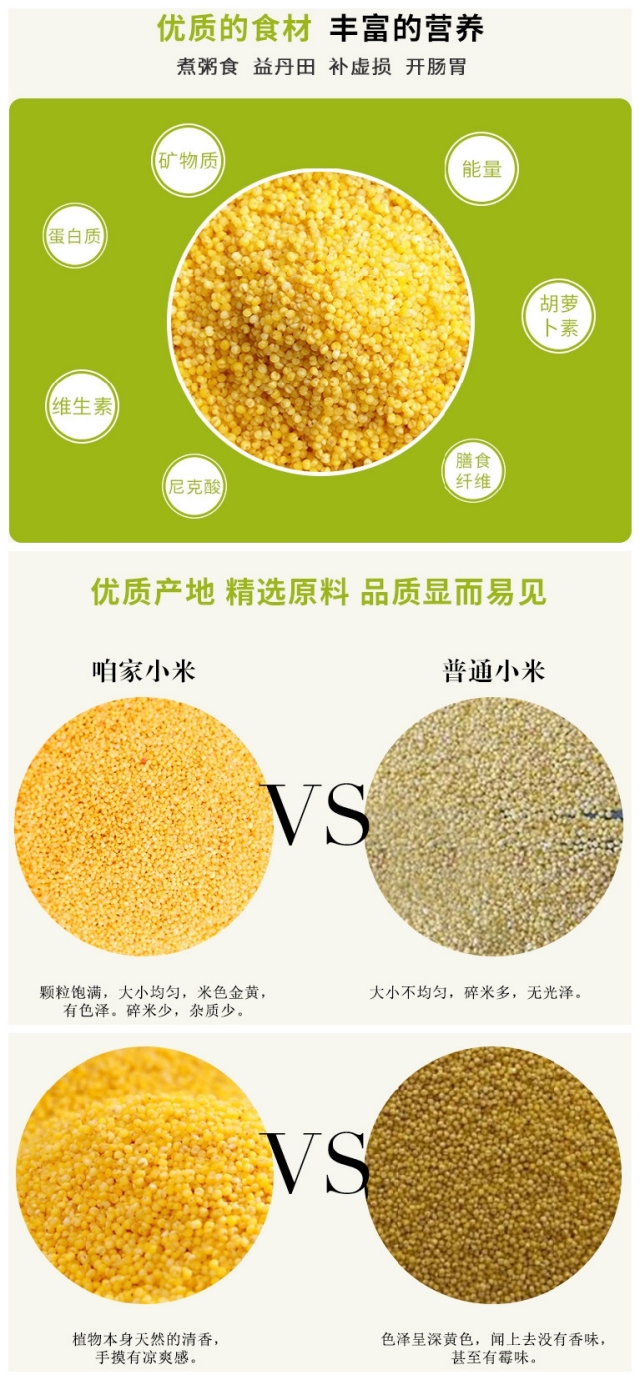 优质的食材 丰富的营养
煮粥食 益丹田 补虚损 开肠胃
矿物质
能量
蛋白质
胡萝
卜素
维生素
膳食
纤维
尼克酸
优质产地 精选原料 品质显而易见
咱家小米
普通小米
VS
颗粒饱满，大小均匀，米色金黄，
有色泽。碎米少，杂质少。
大小不均匀，碎米多，无光泽。
VS
植物本身天然的清香，
手摸有凉爽感。
色泽呈深黄色，闻上去没有香味，
甚至有霉味。